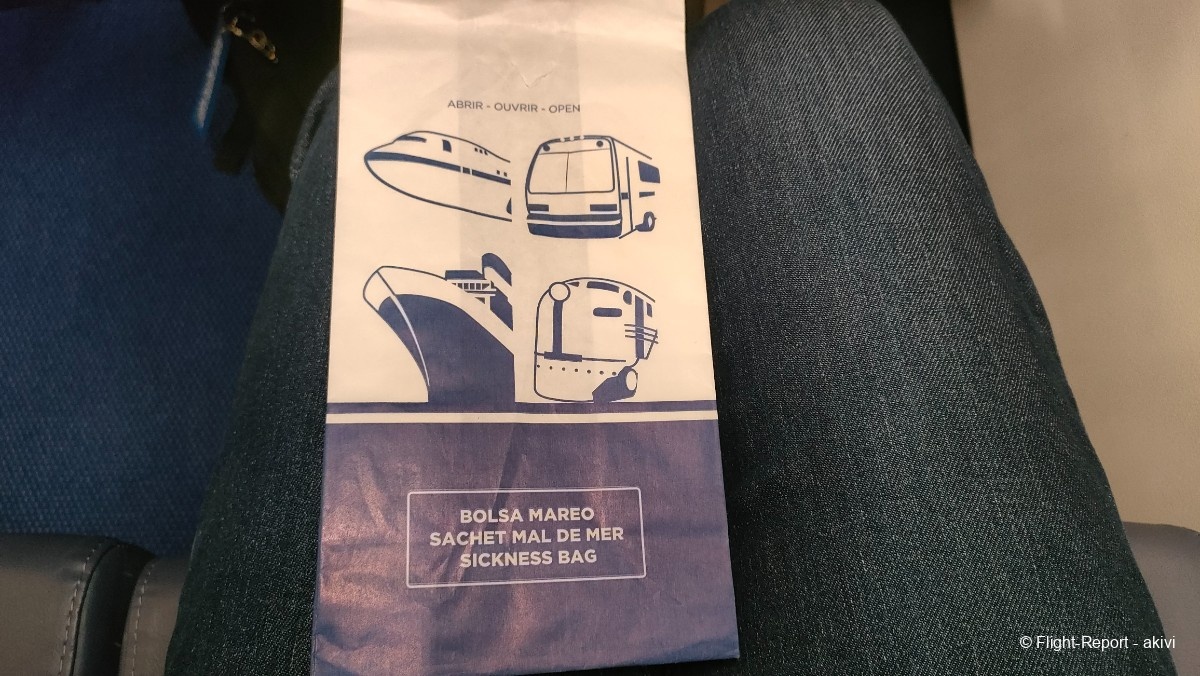 ABRIR - OUVRIR - OPEN
BOLSA MAREO
SACHET MAL DE MER
SICKNESS BAG
© Flight-Report - akivi